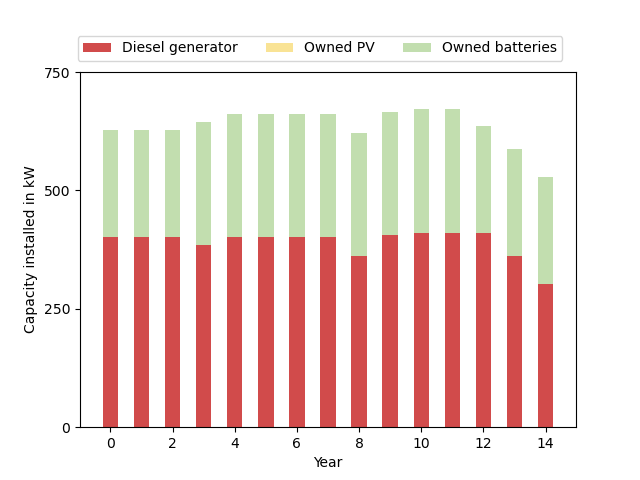 Diesel generator Owned PV Owned batteries
750
500
250
0
Capacity installed in kW
0 2 4 6 8 10 12 14
Year